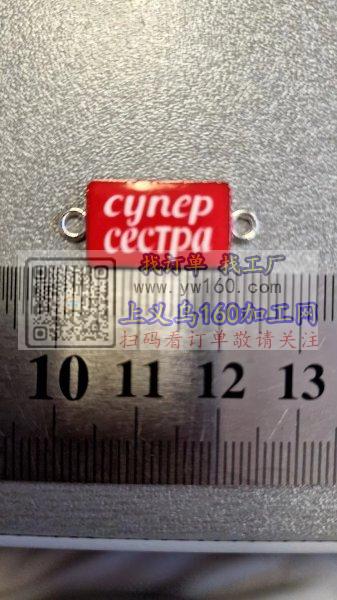 супер
сестра
找订单 找工厂
www.yw160.com
上义乌160加工网
扫码看订单敬请关注
10 11 12 13